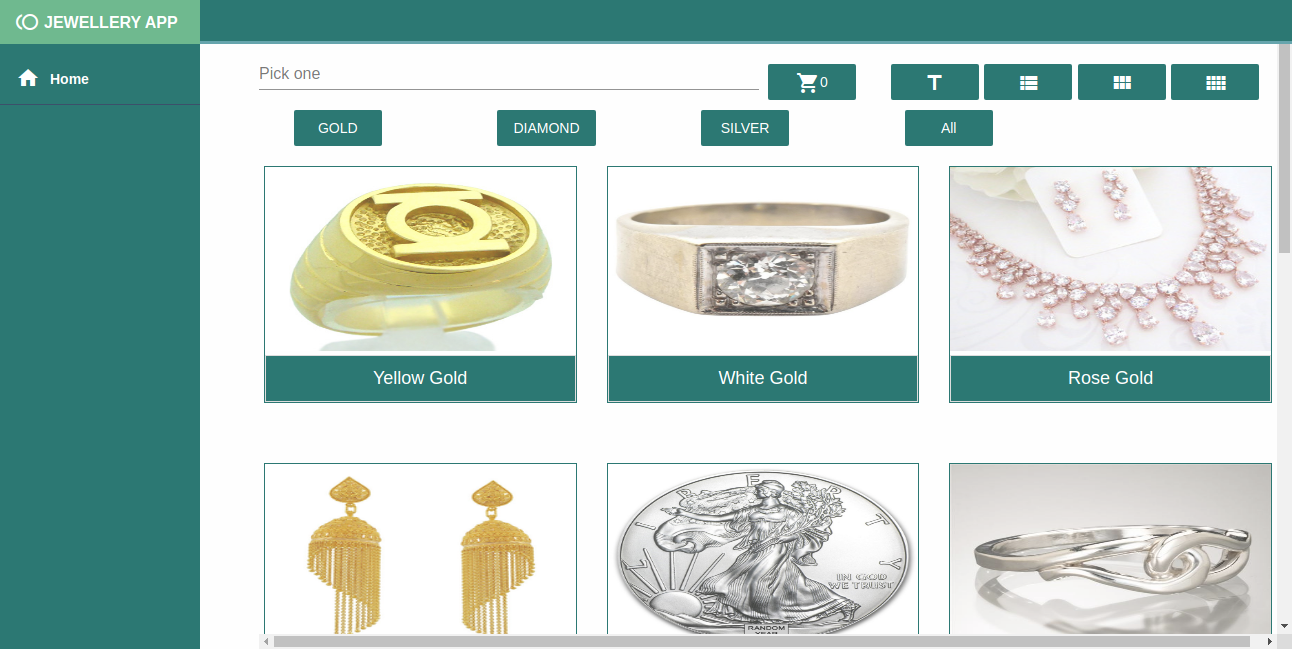 JEWELLERY APP
Home
Pick one
0
GOLD
DIAMOND
SILVER
All
Yellow Gold
White Gold
Rose Gold
LIBERTY
IN GOD
WE TRUST
RANDOM
YEAR